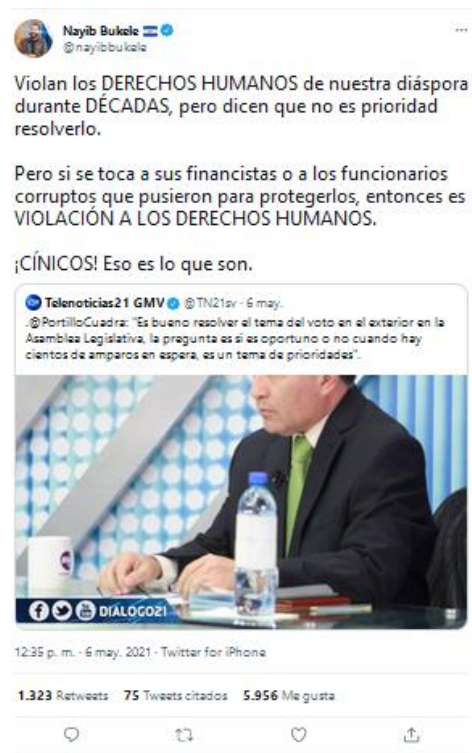 Nayib Bukele
@nayibbukele
Violan los DERECHOS HUMANOS de nuestra diáspora
durante DÉCADAS, pero dicen que no es prioridad
resolverlo.
Pero si se toca a sus financistas o a los funcionarios
corruptos que pusieron para protegerlos, entonces es
VIOLACIÓN A LOS DERECHOS HUMANOS.
¡CÍNICOS! Eso es lo que son.
Telenoticias21 GMV @TN21sv · 6 may.
.@PortilloCuadra: "Es bueno resolver el tema del voto en el exterior en la
Asamblea Legislativa, la pregunta es si es oportuno o no cuando hay
cientos de amparos en espera, es un tema de prioridades".
DIÁLOGO21
12:35 p. m. · 6 may. 2021 · Twitter for iPhone
1.323 Retweets 75 Tweets citados 5.956 Me gusta